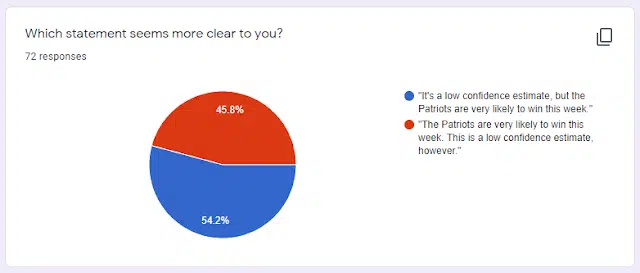 Which statement seems more clear to you?
72 responses
45.8%
54.2%
"It's a low confidence estimate, but the
Patriots are very likely to win this week."
"The Patriots are very likely to win this
week. This is a low confidence estimate,
however."